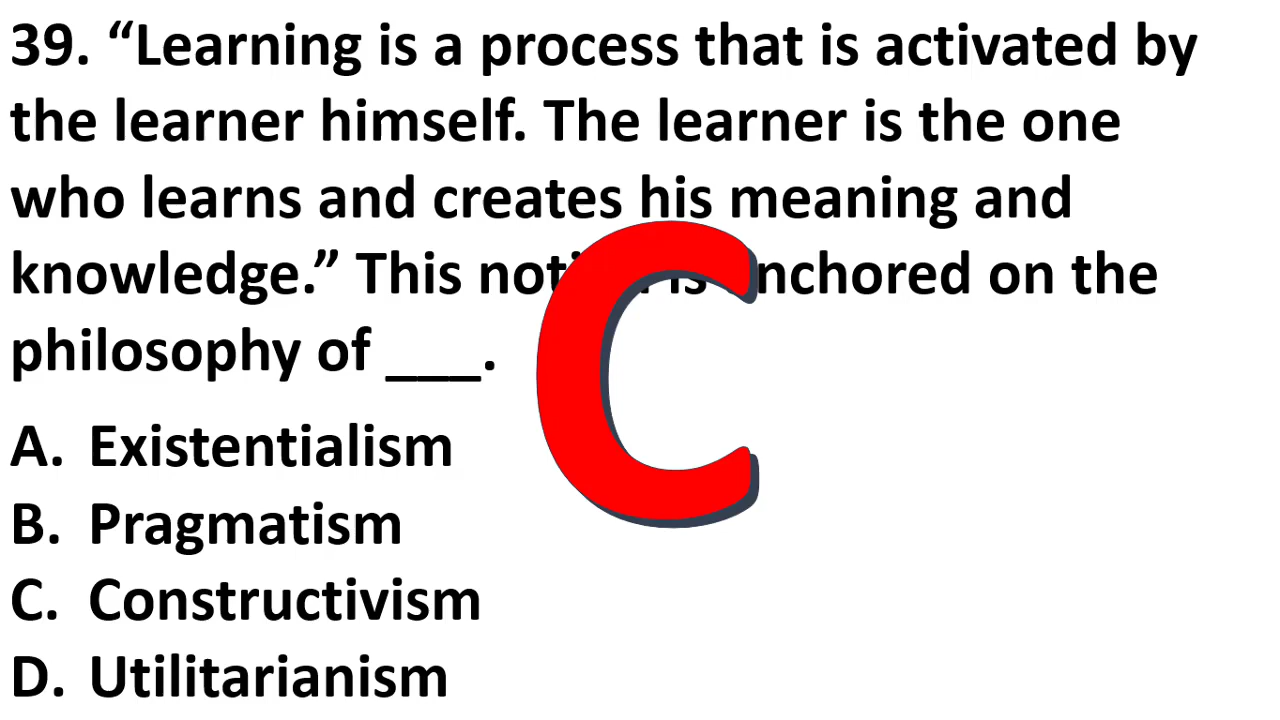 39. “Learning is a process that is activated by
the learner himself. The learner is the one
who learns and creates his meaning and
knowledge.” This notion is anchored on the
philosophy of ___.
C
A. Existentialism
B. Pragmatism
C. Constructivism
D. Utilitarianism